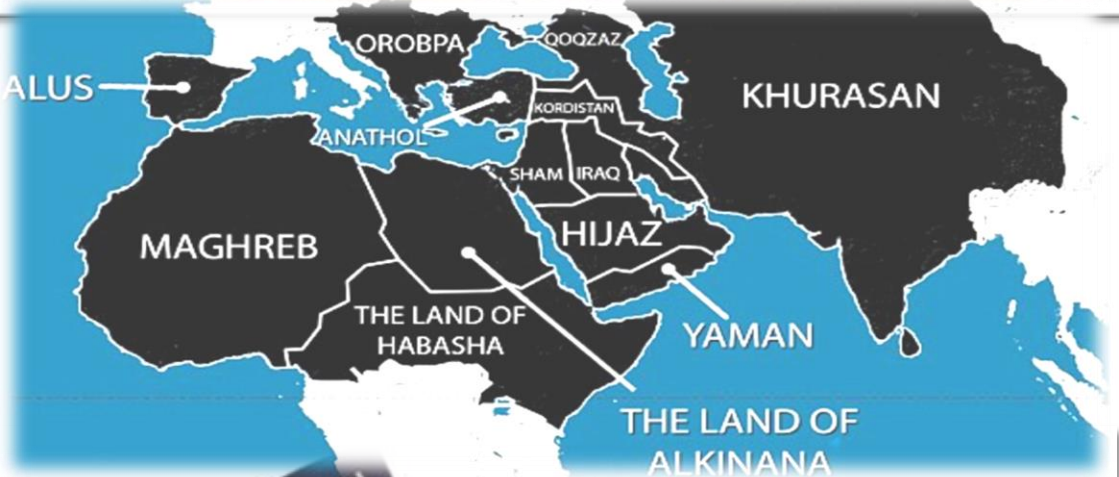 OROBPA
QOQZAZ
ALUS
KHURASAN
ANATHOL
KORDISTAN
SHAM
IRAQ
MAGHREB
HIJAZ
THE LAND OF
HABASHA
YAMAN
THE LAND OF
ALKINANA